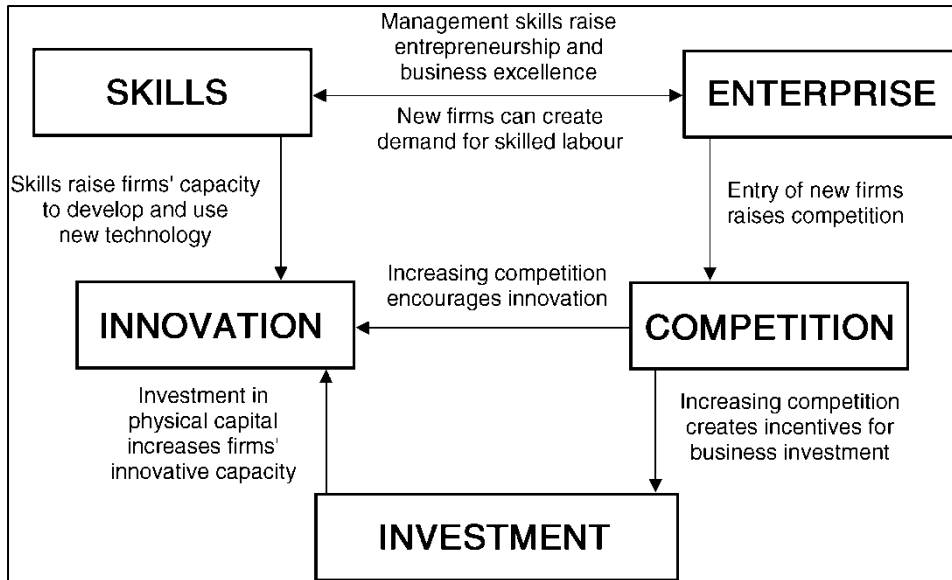 Management skills raise
entrepreneurship and
business excellence
SKILLS
ENTERPRISE
New firms can create
demand for skilled labour
Skills raise firms' capacity
to develop and use
new technology
Entry of new firms
raises competition
Increasing competition
encourages innovation
INNOVATION
COMPETITION
Investment in
physical capital
increases firms'
innovative capacity
Increasing competition
creates incentives for
business investment
INVESTMENT